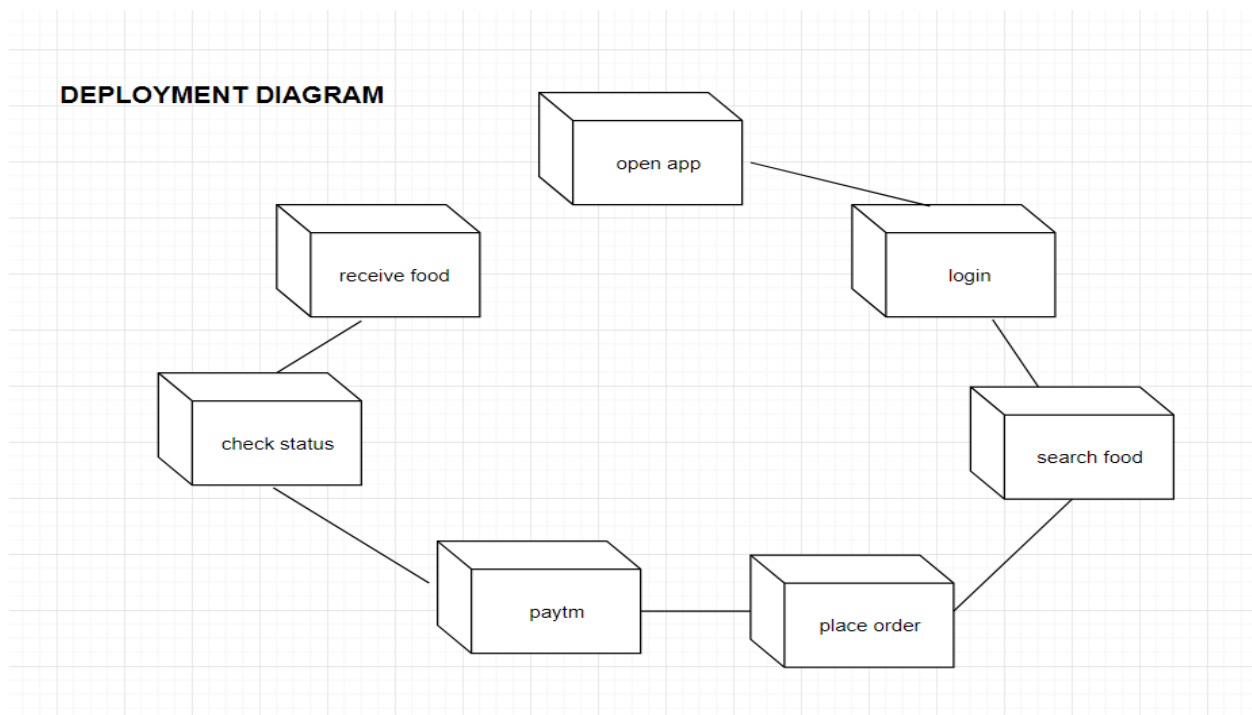 DEPLOYMENT DIAGRAM
open app
receive food
login
check status
search food
paytm
place order